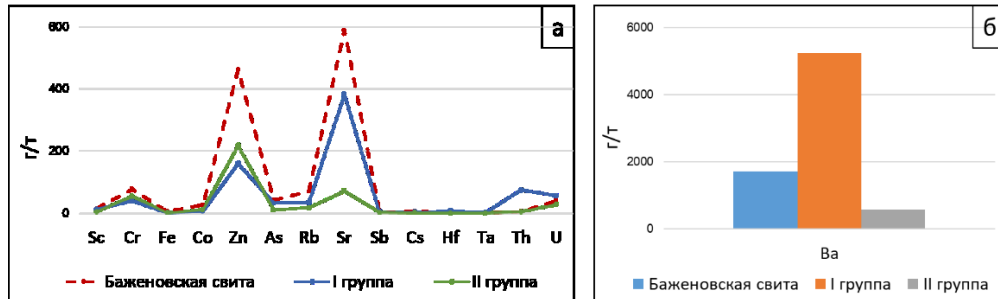 а
г/т
600
400
200
0
Sc Cr Fe Co Zn As Rb Sr Sb Cs Hf Ta Th U
Баженовская свита I группа II группа
б
г/т
6000
4000
2000
0
Ba
Баженовская свита I группа II группа